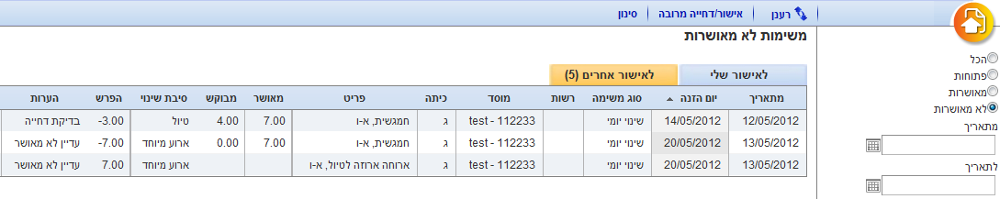 רענן | אישור/דחייה מרובה | סינון
משימות לא מאושרות
הכל
פתוחות
מאושרות
לא מאושרות
מתאריך
לתאריך
לאישור שלי לאישור אחרים (5)
מתאריך יום הזנה סוג משימה רשות מוסד כיתה פריט מאושר מבוקש סיבת שינוי הפרש הערות
12/05/2012 14/05/2012 שינוי יומי test - 112233 ג חמגשית, א-ו 7.00 4.00 טיול -3.00 בדיקת דחייה
13/05/2012 20/05/2012 שינוי יומי test - 112233 ג חמגשית, א-ו 7.00 0.00 ארוע מיוחד -7.00 עדיין לא מאושר
13/05/2012 20/05/2012 שינוי יומי test - 112233 ג ארוחה ארוזה לטיול, א-ו ארוע מיוחד 7.00 עדיין לא מאושר